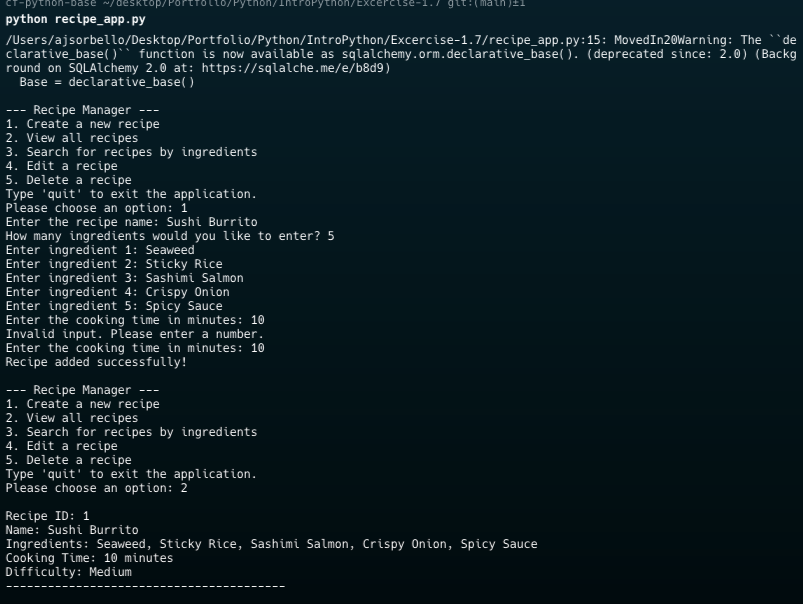 cf-python-base ~/desktop/Portfolio/Python/IntroPython/Excercise-1.7 git:(main)±1
python recipe_app.py
/Users/ajsorbello/Desktop/Portfolio/Python/IntroPython/Excercise-1.7/recipe_app.py:15: MovedIn20Warning: The ``de
clarative_base()`` function is now available as sqlalchemy.orm.declarative_base(). (deprecated since: 2.0) (Backg
round on SQLAlchemy 2.0 at: https://sqlalche.me/e/b8d9)
  Base = declarative_base()

--- Recipe Manager ---
1. Create a new recipe
2. View all recipes
3. Search for recipes by ingredients
4. Edit a recipe
5. Delete a recipe
Type 'quit' to exit the application.
Please choose an option: 1
Enter the recipe name: Sushi Burrito
How many ingredients would you like to enter? 5
Enter ingredient 1: Seaweed
Enter ingredient 2: Sticky Rice
Enter ingredient 3: Sashimi Salmon
Enter ingredient 4: Crispy Onion
Enter ingredient 5: Spicy Sauce
Enter the cooking time in minutes: 10
Invalid input. Please enter a number.
Enter the cooking time in minutes: 10
Recipe added successfully!

--- Recipe Manager ---
1. Create a new recipe
2. View all recipes
3. Search for recipes by ingredients
4. Edit a recipe
5. Delete a recipe
Type 'quit' to exit the application.
Please choose an option: 2

Recipe ID: 1
Name: Sushi Burrito
Ingredients: Seaweed, Sticky Rice, Sashimi Salmon, Crispy Onion, Spicy Sauce
Cooking Time: 10 minutes
Difficulty: Medium
----------------------------------------